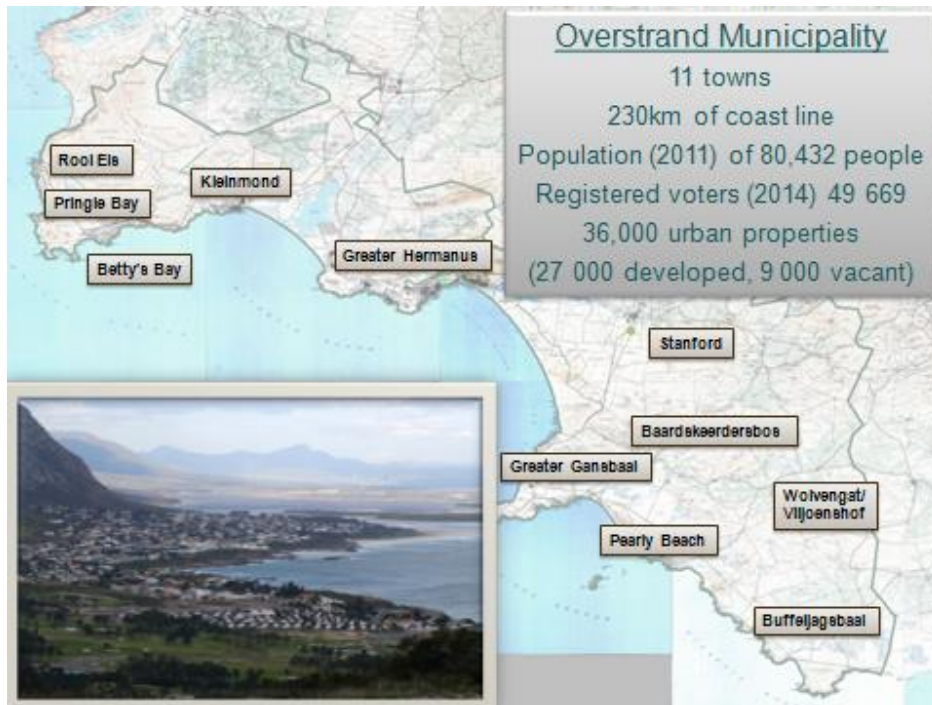 Overstrand Municipality
11 towns
230km of coast line
Population (2011) of 80,432 people
Registered voters (2014) 49 669
36,000 urban properties
(27 000 developed, 9 000 vacant)
Rooi Els
Kleinmond
Pringle Bay
Betty's Bay
Greater Hermanus
Stanford
Baardskeerdersbos
Greater Gansbaai
Wolvengat/
Viljoenshof
Pearly Beach
Buffeljagsbaai